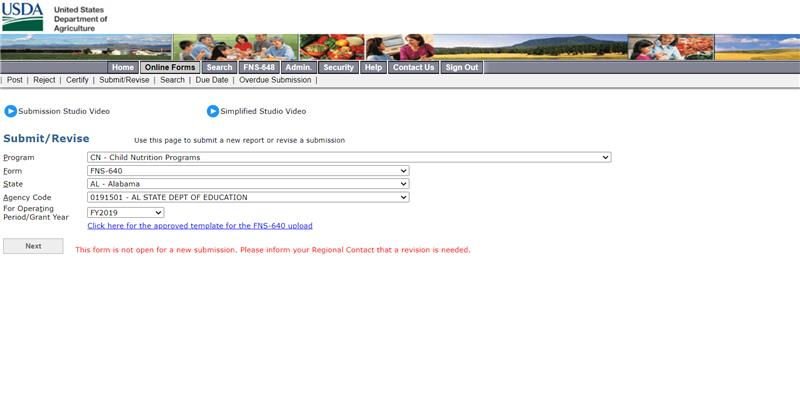 USDA
United States
Department of
Agriculture
Home Online Forms Search FNS-648 Admin. Security Help Contact Us Sign Out
| Post | Reject | Certify | Submit/Revise | Search | Due Date | Overdue Submission |
Submission Studio Video Simplified Studio Video
Submit/Revise Use this page to submit a new report or revise a submission
Program CN - Child Nutrition Programs
Form FNS-640
State AL - Alabama
Agency Code 0191501 - AL STATE DEPT OF EDUCATION
For Operating
Period/Grant Year FY2019
Click here for the approved template for the FNS-640 upload
Next This form is not open for a new submission. Please inform your Regional Contact that a revision is needed.